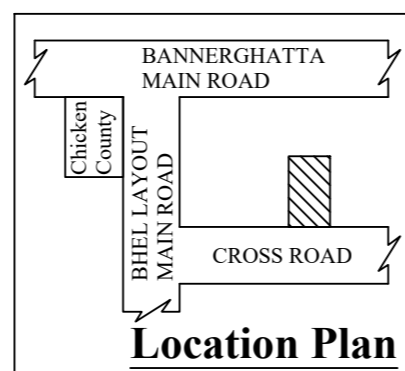 BANNERGHATTA
MAIN ROAD
Chicken
County
BHEL LAYOUT
MAIN ROAD
CROSS ROAD
Location Plan